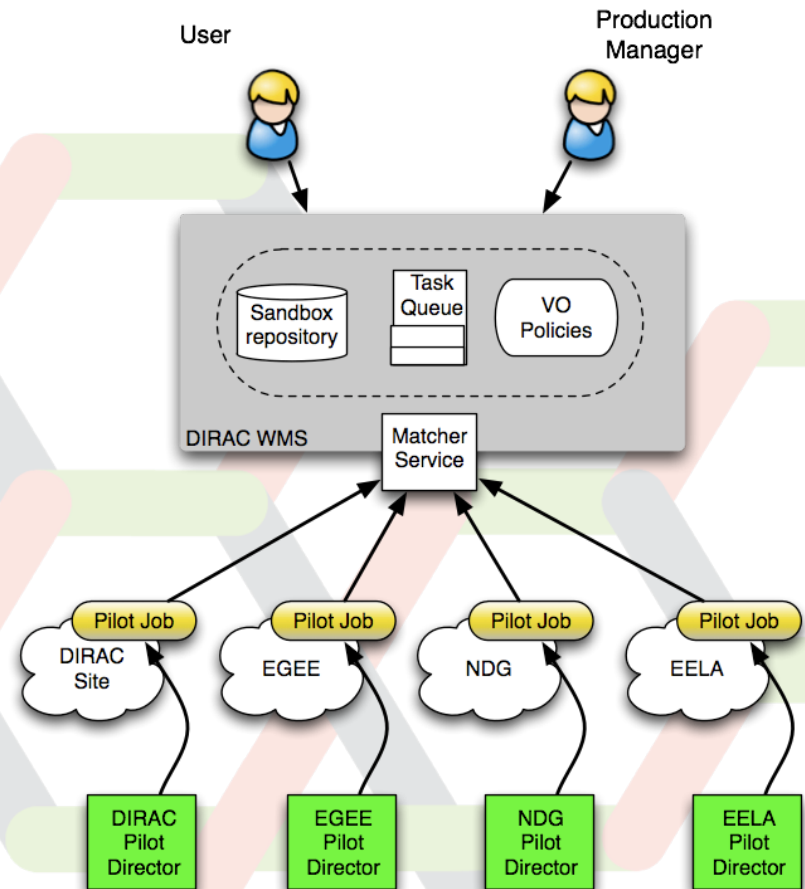 User
Production
Manager
Sandbox
repository
Task
Queue
VO
Policies
DIRAC WMS
Matcher
Service
Pilot Job
Pilot Job
Pilot Job
Pilot Job
DIRAC
Site
EGEE
NDG
EELA
DIRAC
Pilot
Director
EGEE
Pilot
Director
NDG
Pilot
Director
EELA
Pilot
Director